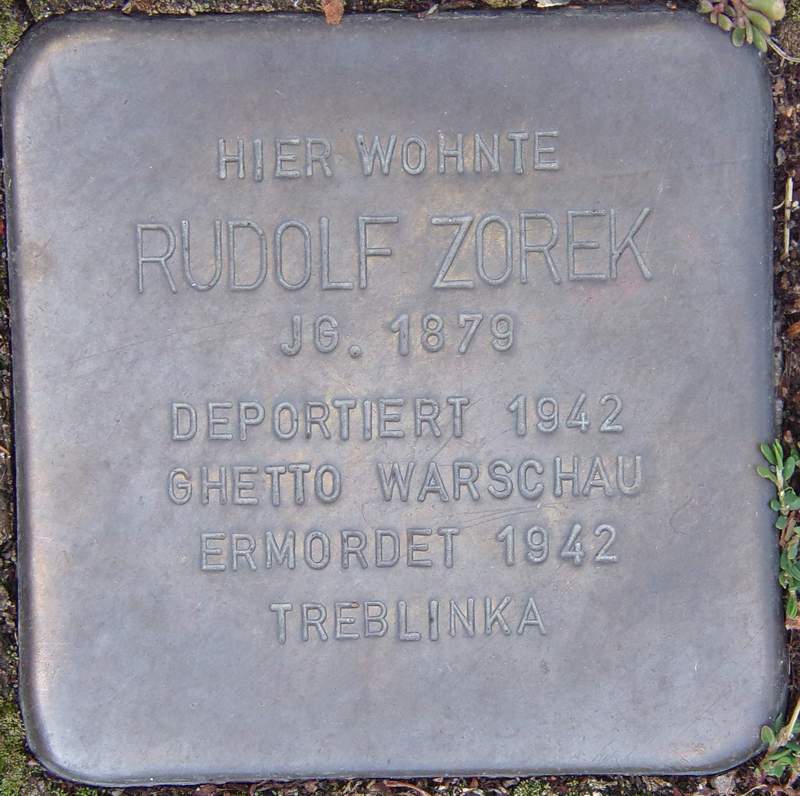 HIER WOHNTE
RUDOLF ZOREK
JG. 1879
DEPORTIERT 1942
GHETTO WARSCHAU
ERMORDET 1942
TREBLINKA